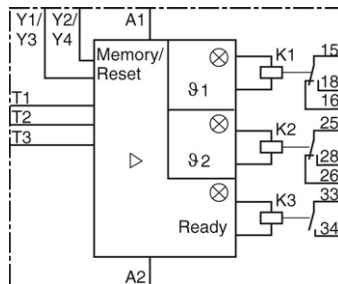 Y1/ Y2/ A1
Y3 Y4
Memory/ K1 15
Reset
ϑ1 18
T1 16
T2 K2 25
T3
ϑ2 28
26
K3 33
Ready 34
A2